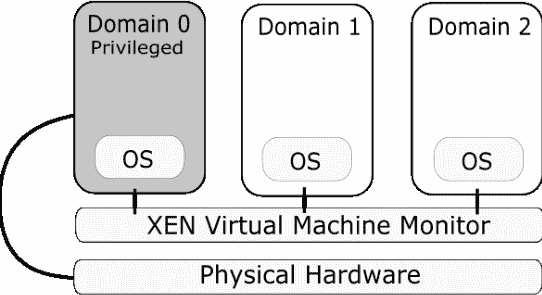 Domain 0
Privileged
Domain 1
Domain 2
OS
OS
OS
XEN Virtual Machine Monitor
Physical Hardware